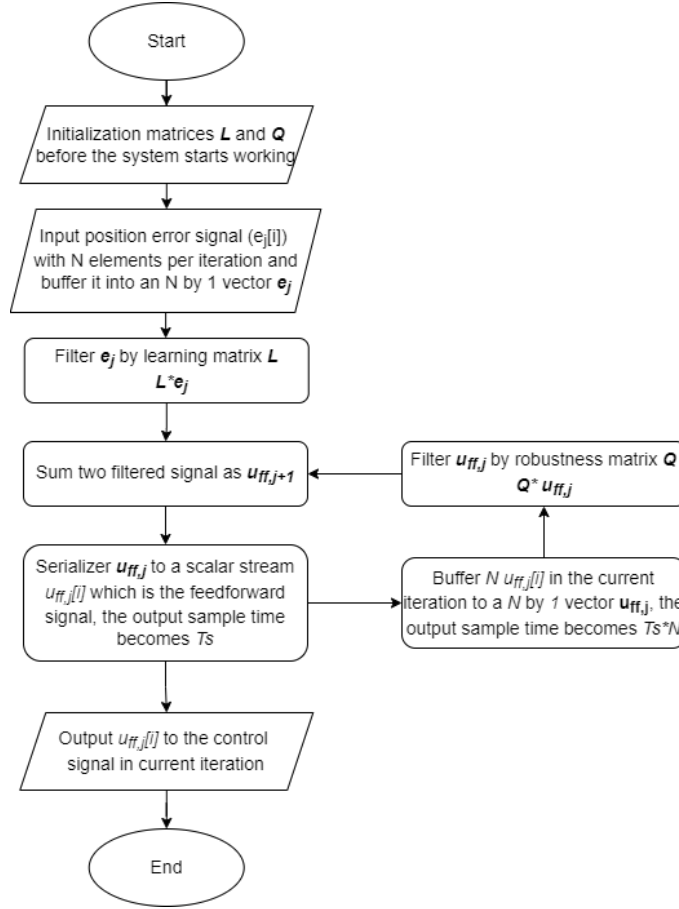 Start
Initialization matrices L and Q
before the system starts working
Input position error signal (ej[i])
with N elements per iteration and
buffer it into an N by 1 vector ej
Filter ej by learning matrix L
L*ej
Sum two filtered signal as uff,j+1
Filter uff,j by robustness matrix Q
Q* uff,j
Serializer uff,j to a scalar stream
uff,j[i] which is the feedforward
signal, the output sample time
becomes Ts
Buffer N uff,j[i] in the current
iteration to a N by 1 vector uff,j, the
output sample time becomes Ts*N
Output uff,j[i] to the control
signal in current iteration
End